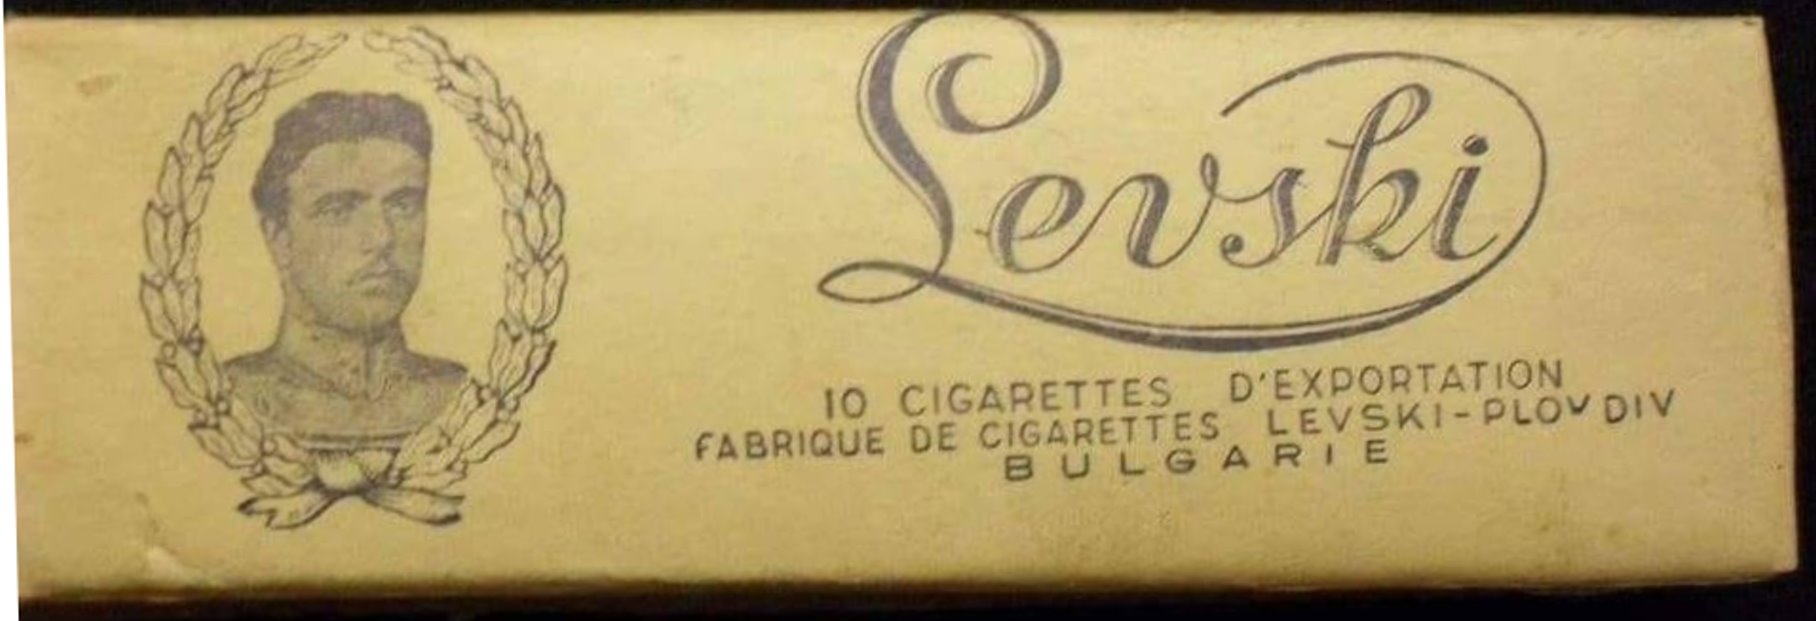 Levski
10 CIGARETTES D'EXPORTATION
FABRIQUE DE CIGARETTES LEVSKI-PLOVDIV
BULGARIE